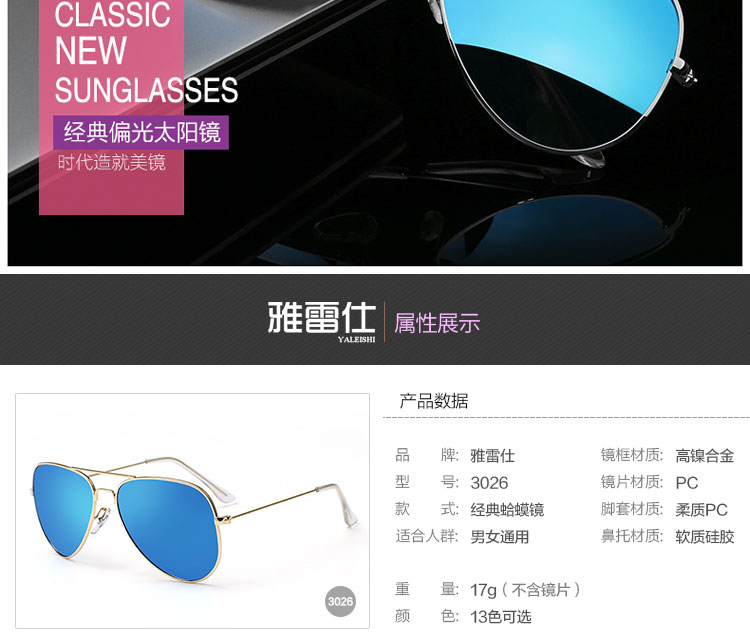 CLASSIC
NEW
SUNGLASSES
经典偏光太阳镜
时代造就美镜
雅雷仕
YALEISHI
属性展示
产品数据
品 牌: 雅雷仕 镜框材质: 高镍合金
型 号: 3026 镜片材质: PC
款 式: 经典蛤蟆镜 脚套材质: 柔质PC
适合人群: 男女通用 鼻托材质: 软质硅胶
重 量: 17g（不含镜片）
颜 色: 13色可选
3026